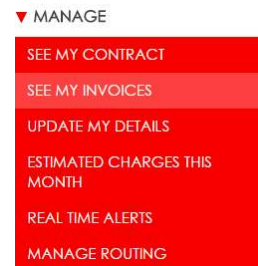 MANAGE
SEE MY CONTRACT
SEE MY INVOICES
UPDATE MY DETAILS
ESTIMATED CHARGES THIS
MONTH
REAL TIME ALERTS
MANAGE ROUTING